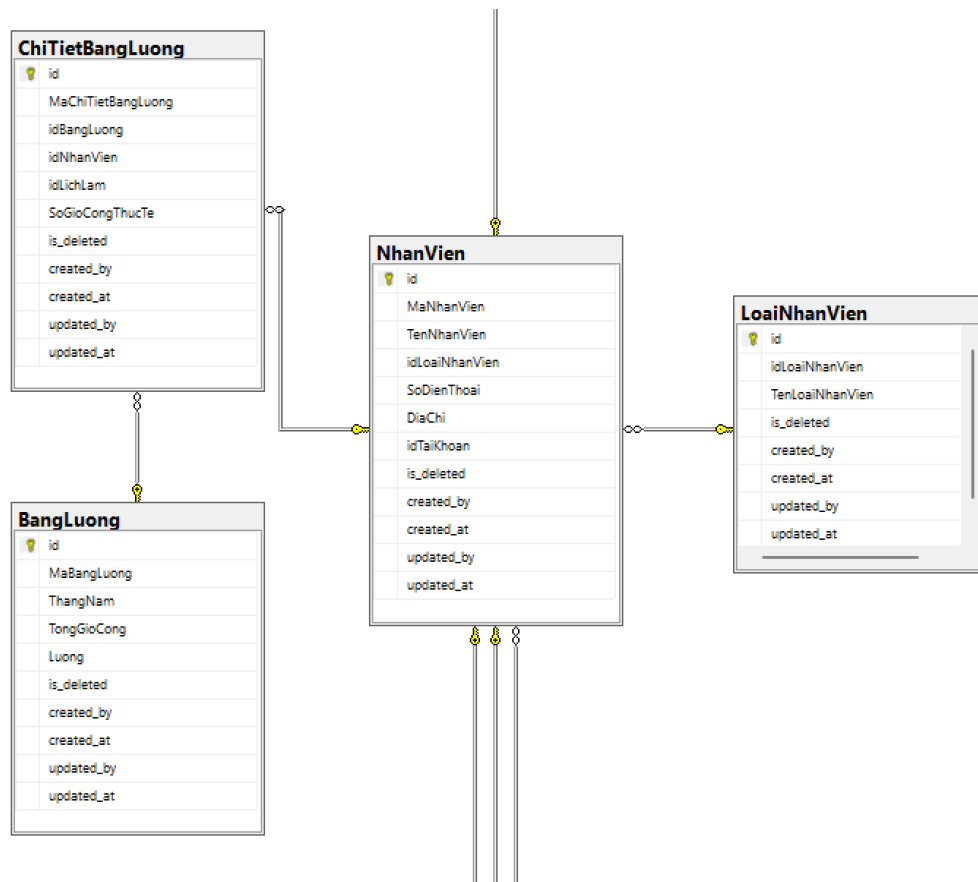 ChiTietBangLuong
id
MaChiTietBangLuong
idBangLuong
idNhanVien
idLichLam
SoGioCongThucTe
is_deleted
created_by
created_at
updated_by
updated_at
BangLuong
id
MaBangLuong
ThangNam
TongGioCong
Luong
is_deleted
created_by
created_at
updated_by
updated_at
NhanVien
id
MaNhanVien
TenNhanVien
idLoaiNhanVien
SoDienThoai
DiaChi
idTaiKhoan
is_deleted
created_by
created_at
updated_by
updated_at
LoaiNhanVien
id
idLoaiNhanVien
TenLoaiNhanVien
is_deleted
created_by
created_at
updated_by
updated_at